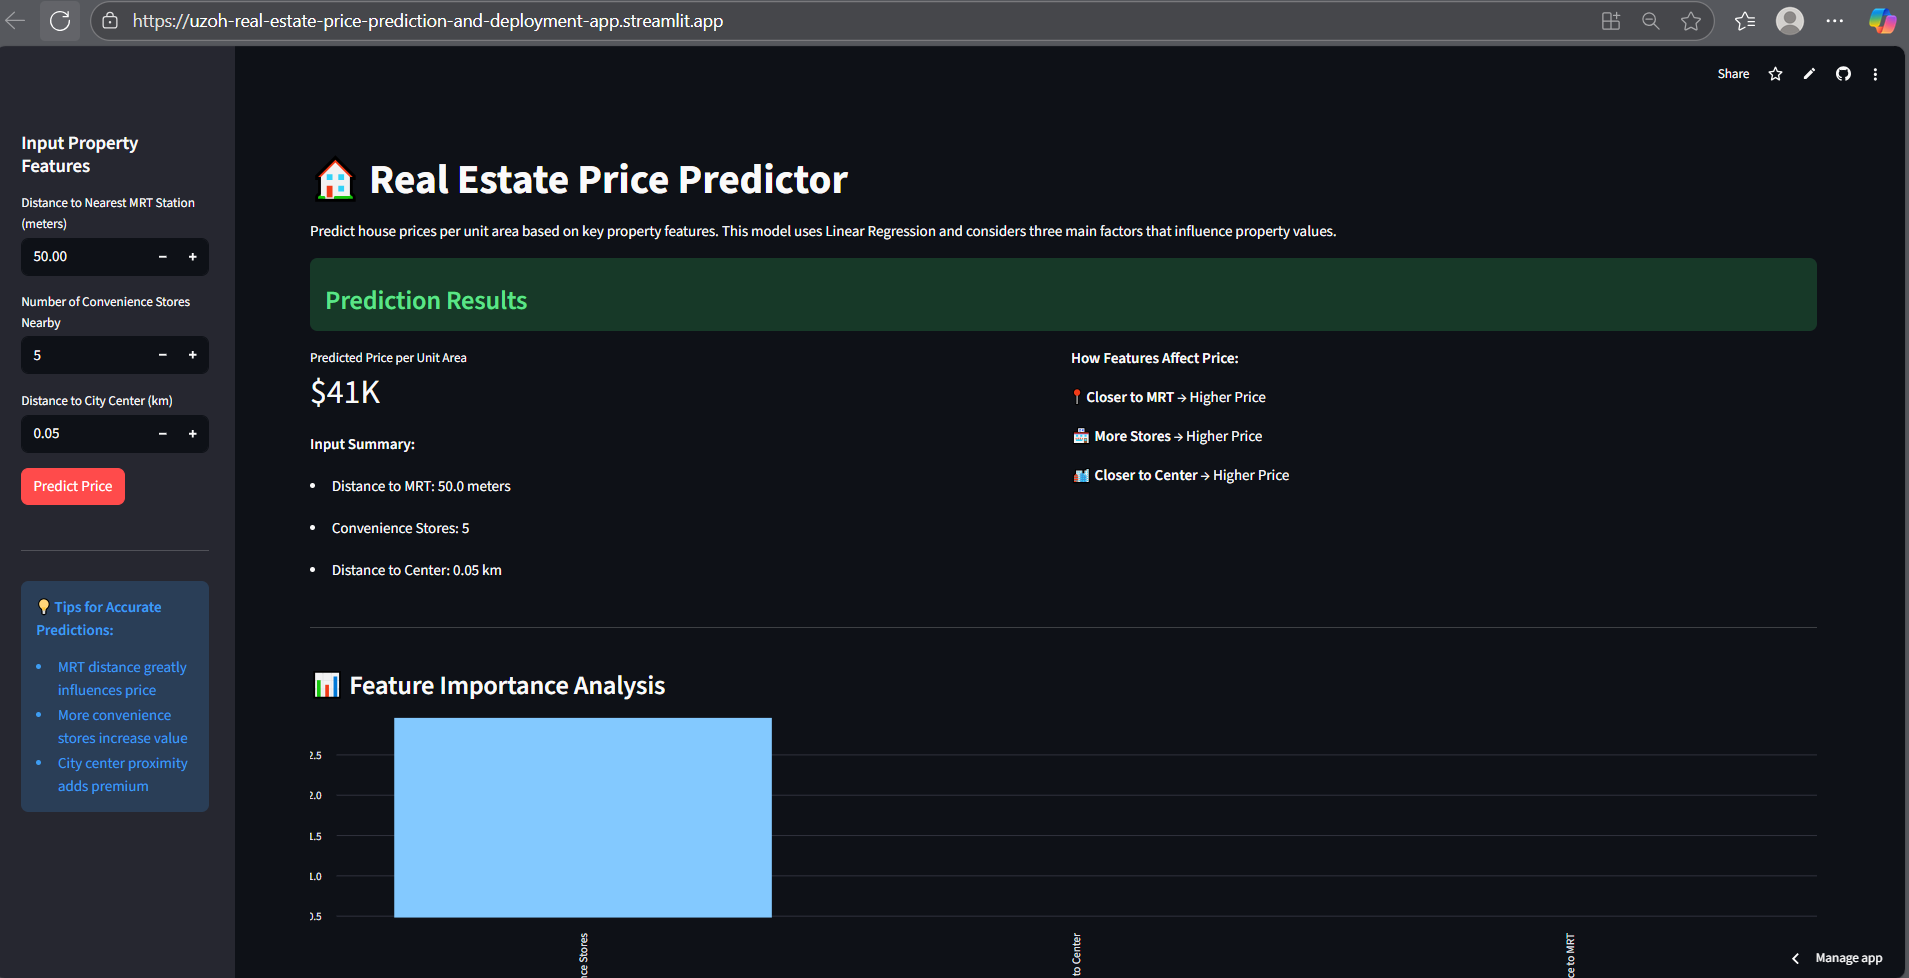 https://uzoh-real-estate-price-prediction-and-deployment-app.streamlit.app
Share
Input Property
Features
Distance to Nearest MRT Station
(meters)
50.00
Number of Convenience Stores
Nearby
5
Distance to City Center (km)
0.05
Predict Price
Tips for Accurate
Predictions:
MRT distance greatly
influences price
More convenience
stores increase value
City center proximity
adds premium
Real Estate Price Predictor
Predict house prices per unit area based on key property features. This model uses Linear Regression and considers three main factors that influence property values.
Prediction Results
Predicted Price per Unit Area
$41K
Input Summary:
• Distance to MRT: 50.0 meters
• Convenience Stores: 5
• Distance to Center: 0.05 km
How Features Affect Price:
Closer to MRT → Higher Price
More Stores → Higher Price
Closer to Center → Higher Price
Feature Importance Analysis
2.5
2.0
1.5
1.0
0.5
Stores
to Center
to MRT
Manage app